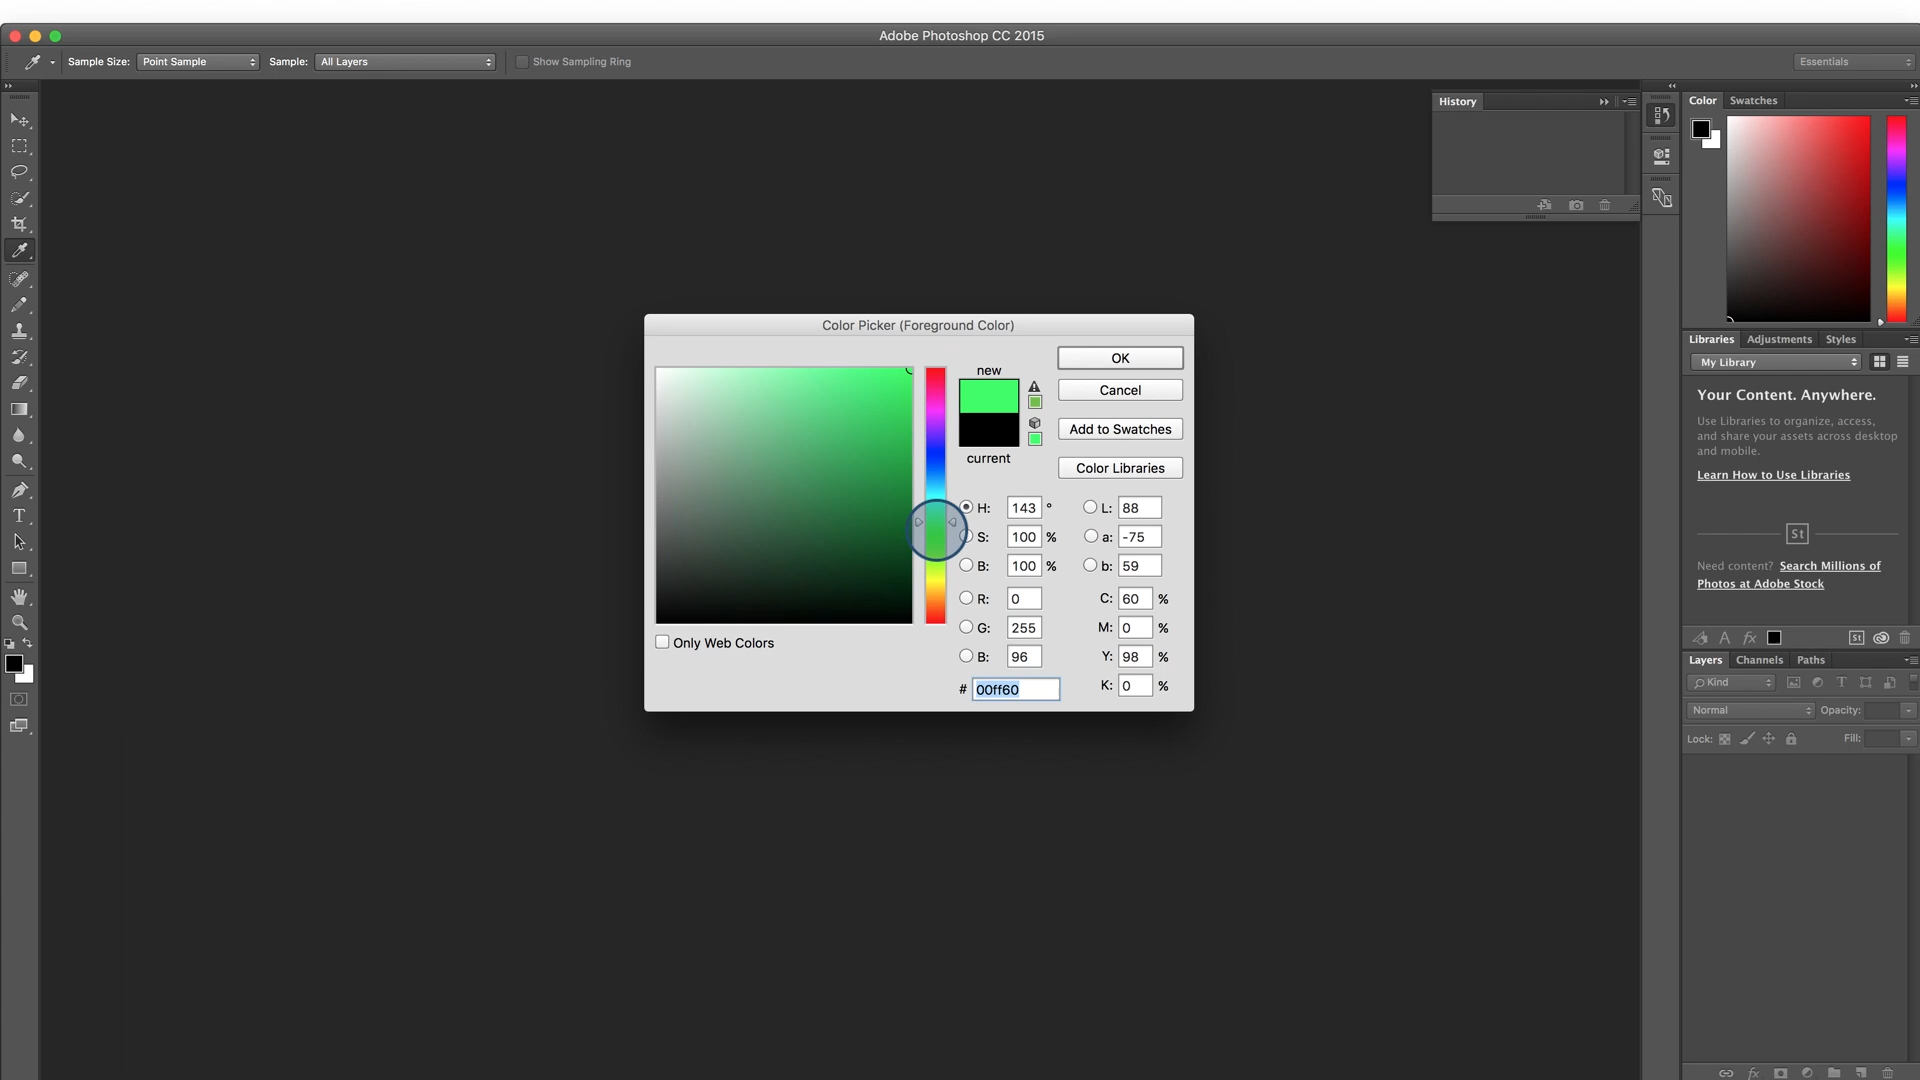 Adobe Photoshop CC 2015
Sample Size: Point Sample Sample: All Layers Show Sampling Ring Essentials
History
Color Swatches
Color Picker (Foreground Color)
new
current
OK
Cancel
Add to Swatches
Color Libraries
H: 143 ° L: 88
S: 100 % a: -75
B: 100 % b: 59
R: 0 C: 60 %
G: 255 M: 0 %
B: 96 Y: 98 %
# 00ff60 K: 0 %
Only Web Colors
Libraries Adjustments Styles
My Library
Your Content. Anywhere.
Use Libraries to organize, access,
and share your assets across desktop
and mobile.
Learn How to Use Libraries
St
Need content? Search Millions of
Photos at Adobe Stock
A fx St
Layers Channels Paths
Kind T
Normal Opacity:
Lock: Fill:
fx
T